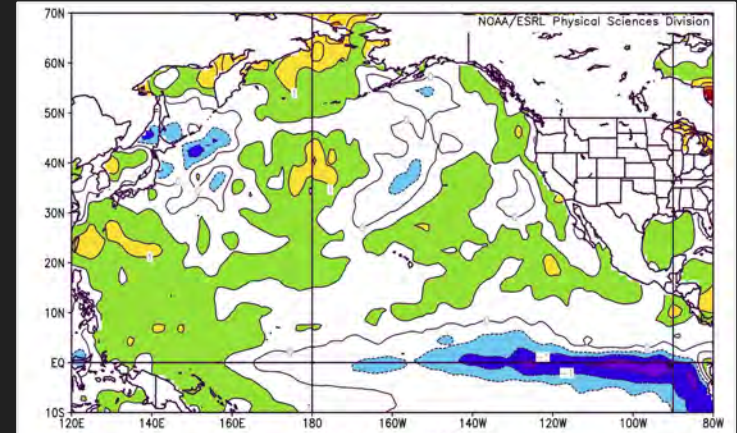 NOAA/ESRL Physical Sciences Division
70N
60N
50N
40N
30N
20N
10N
EQ
10S
120E 140E 160E 180 160W 140W 120W 100W 80W